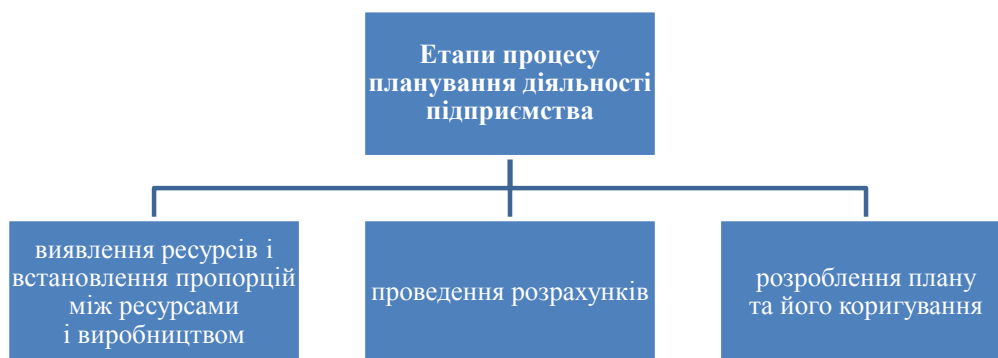 Етапи процесу
планування діяльності
підприємства
виявлення ресурсів і
встановлення пропорцій
між ресурсами
і виробництвом
проведення розрахунків
розроблення плану
та його коригування